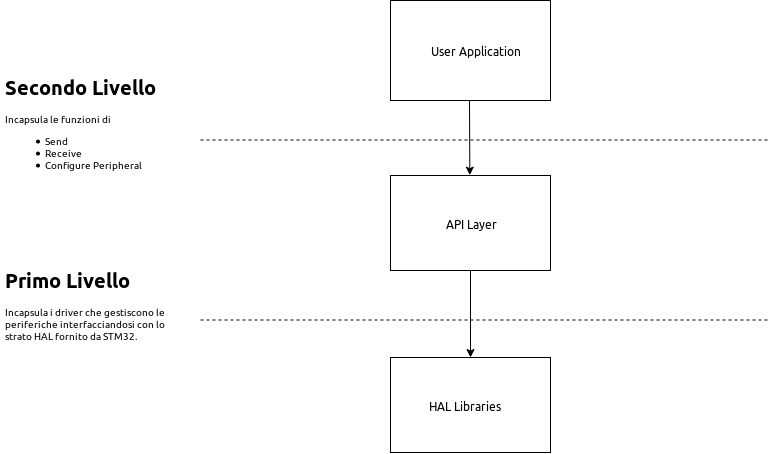 User Application
Secondo Livello
Incapsula le funzioni di
Send
Receive
Configure Peripheral
API Layer
Primo Livello
Incapsula i driver che gestiscono le
periferiche interfacciandosi con lo
strato HAL fornito da STM32.
HAL Libraries